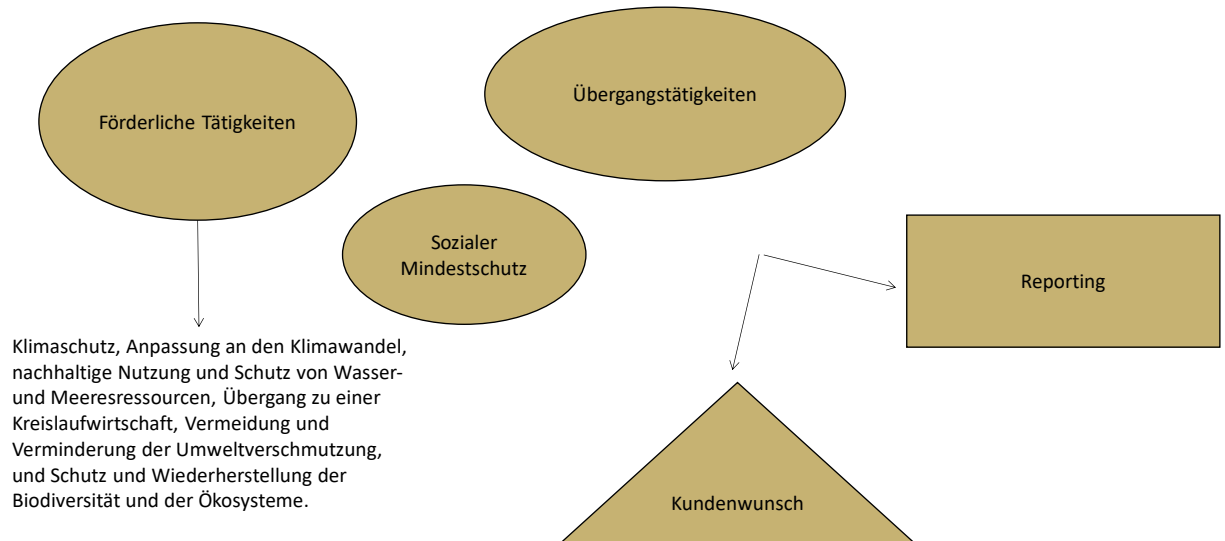 Förderliche Tätigkeiten
Übergangstätigkeiten
Sozialer
Mindestschutz
Reporting
Klimaschutz, Anpassung an den Klimawandel,
nachhaltige Nutzung und Schutz von Wasser-
und Meeresressourcen, Übergang zu einer
Kreislaufwirtschaft, Vermeidung und
Verminderung der Umweltverschmutzung,
und Schutz und Wiederherstellung der
Biodiversität und der Ökosysteme.
Kundenwunsch